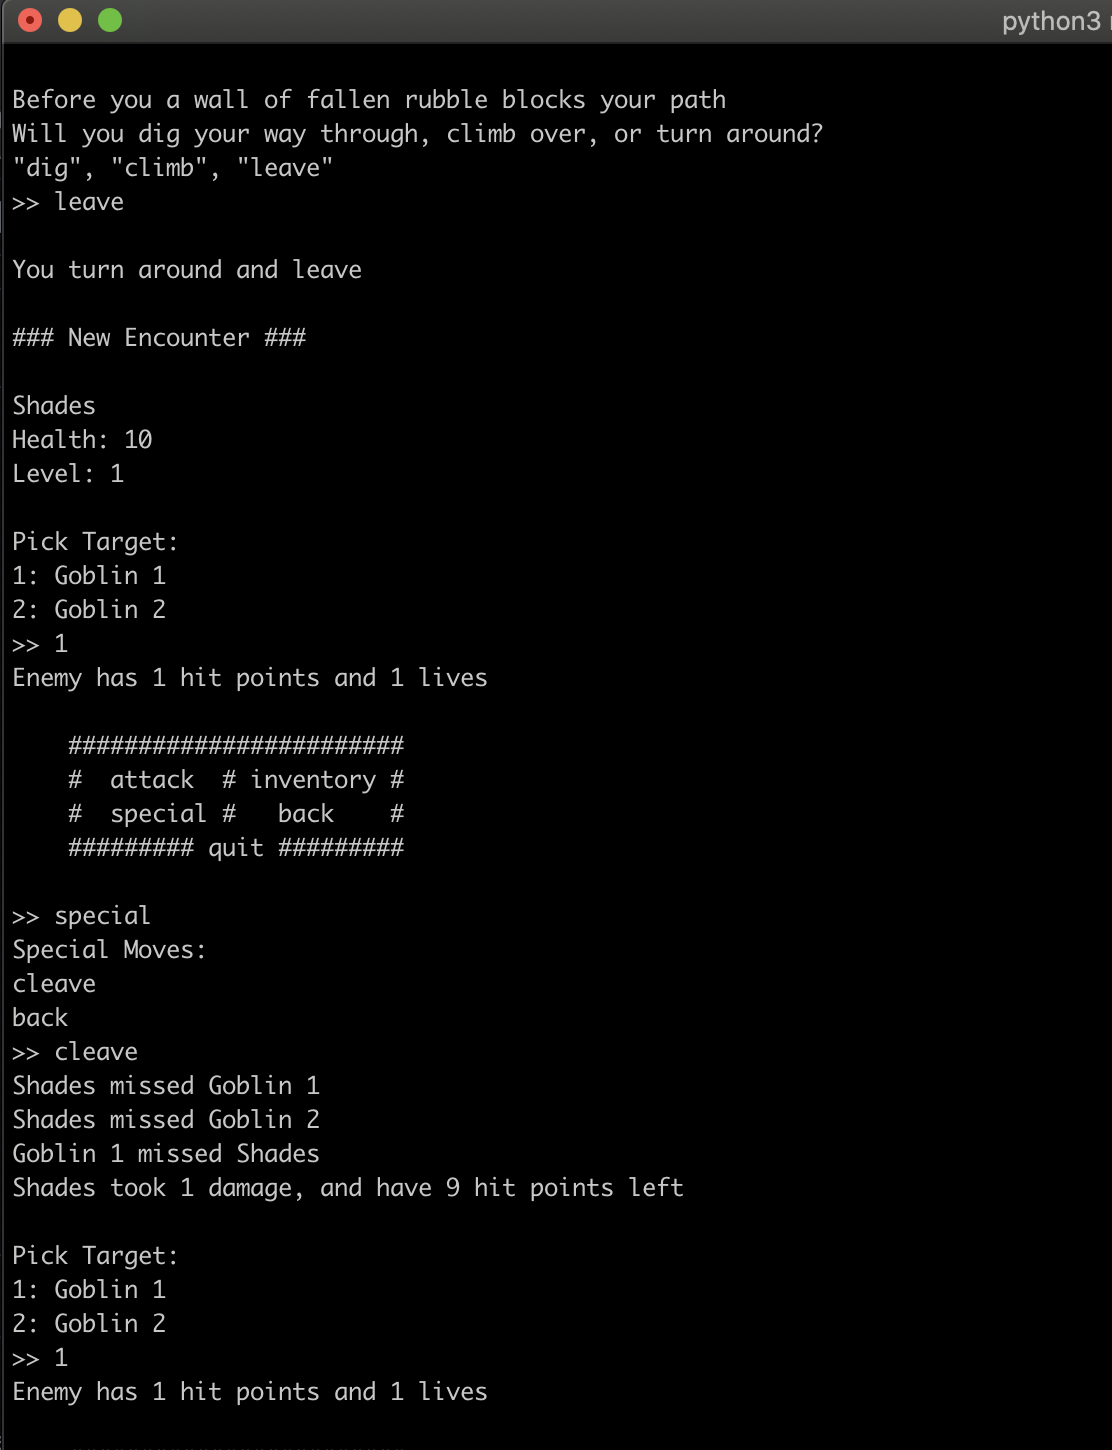 python3
Before you a wall of fallen rubble blocks your path
Will you dig your way through, climb over, or turn around?
"dig", "climb", "leave"
>> leave
You turn around and leave
### New Encounter ###
Shades
Health: 10
Level: 1
Pick Target:
1: Goblin 1
2: Goblin 2
>> 1
Enemy has 1 hit points and 1 lives
########################
#  attack  # inventory #
#  special #   back    #
######### quit #########
>> special
Special Moves:
cleave
back
>> cleave
Shades missed Goblin 1
Shades missed Goblin 2
Goblin 1 missed Shades
Shades took 1 damage, and have 9 hit points left
Pick Target:
1: Goblin 1
2: Goblin 2
>> 1
Enemy has 1 hit points and 1 lives